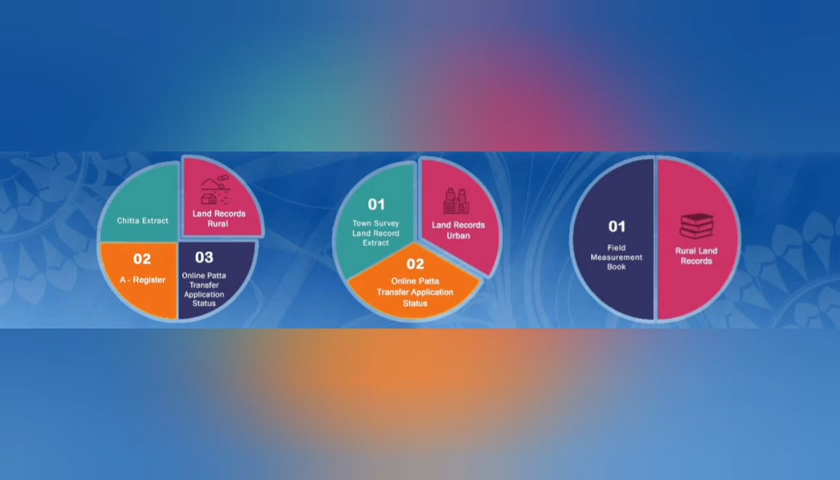 Chitta Extract
Land Records
Rural
02
A - Register
03
Online Patta
Transfer
Application
Status
01
Town Survey
Land Record
Extract
Land Records
Urban
02
Online Patta
Transfer Application
Status
01
Field
Measurement
Book
Rural Land
Records